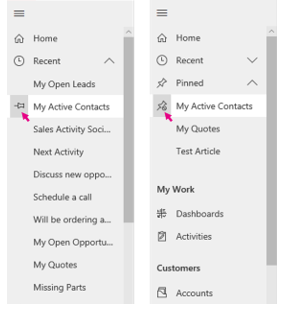 Home
Recent
My Open Leads
My Active Contacts
Sales Activity Soci...
Next Activity
Discuss new oppo...
Schedule a call
Will be ordering a...
My Open Opportu...
My Quotes
Missing Parts
Home
Recent
Pinned
My Active Contacts
My Quotes
Test Article
My Work
Dashboards
Activities
Customers
Accounts